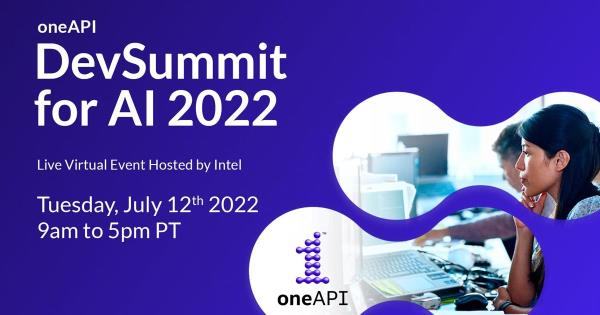 oneAPI
DevSummit
for AI 2022
Live Virtual Event Hosted by Intel
Tuesday, July 12th 2022
9am to 5pm PT
™
oneAPI